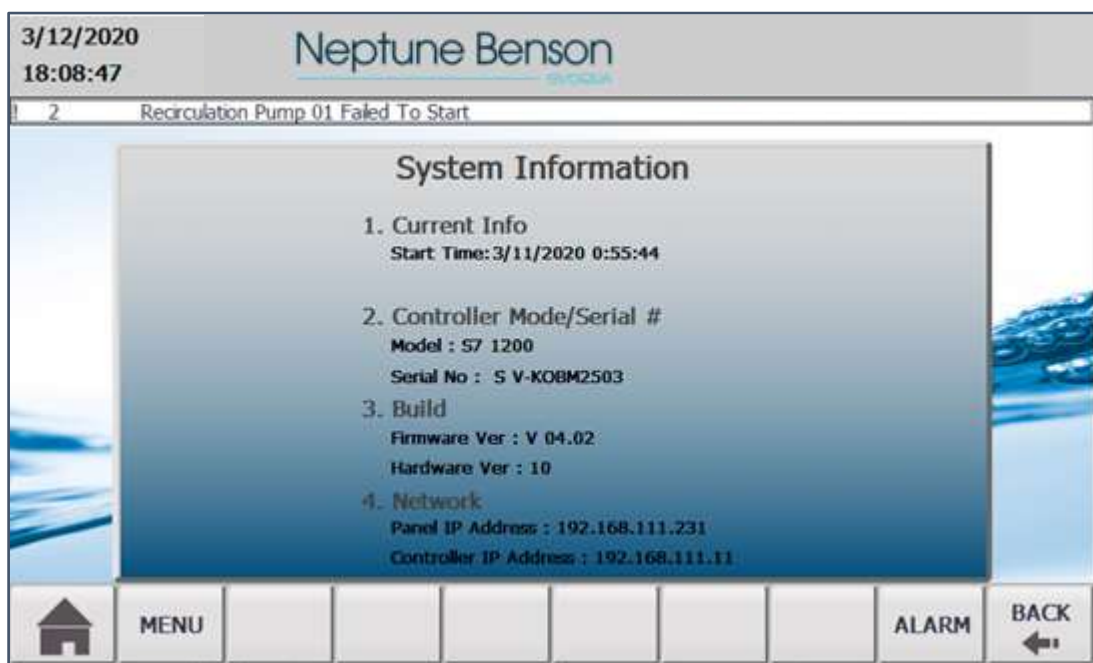 3/12/2020
18:08:47
Neptune Benson
EVOQUA
! 2 Recirculation Pump 01 Failed To Start
System Information
1. Current Info
Start Time:3/11/2020 0:55:44
2. Controller Mode/Serial #
Model : S7 1200
Serial No : S V-KOBM2503
3. Build
Firmware Ver : V 04.02
Hardware Ver : 10
4. Network
Panel IP Address : 192.168.111.231
Controller IP Address : 192.168.111.11
MENU
ALARM
BACK